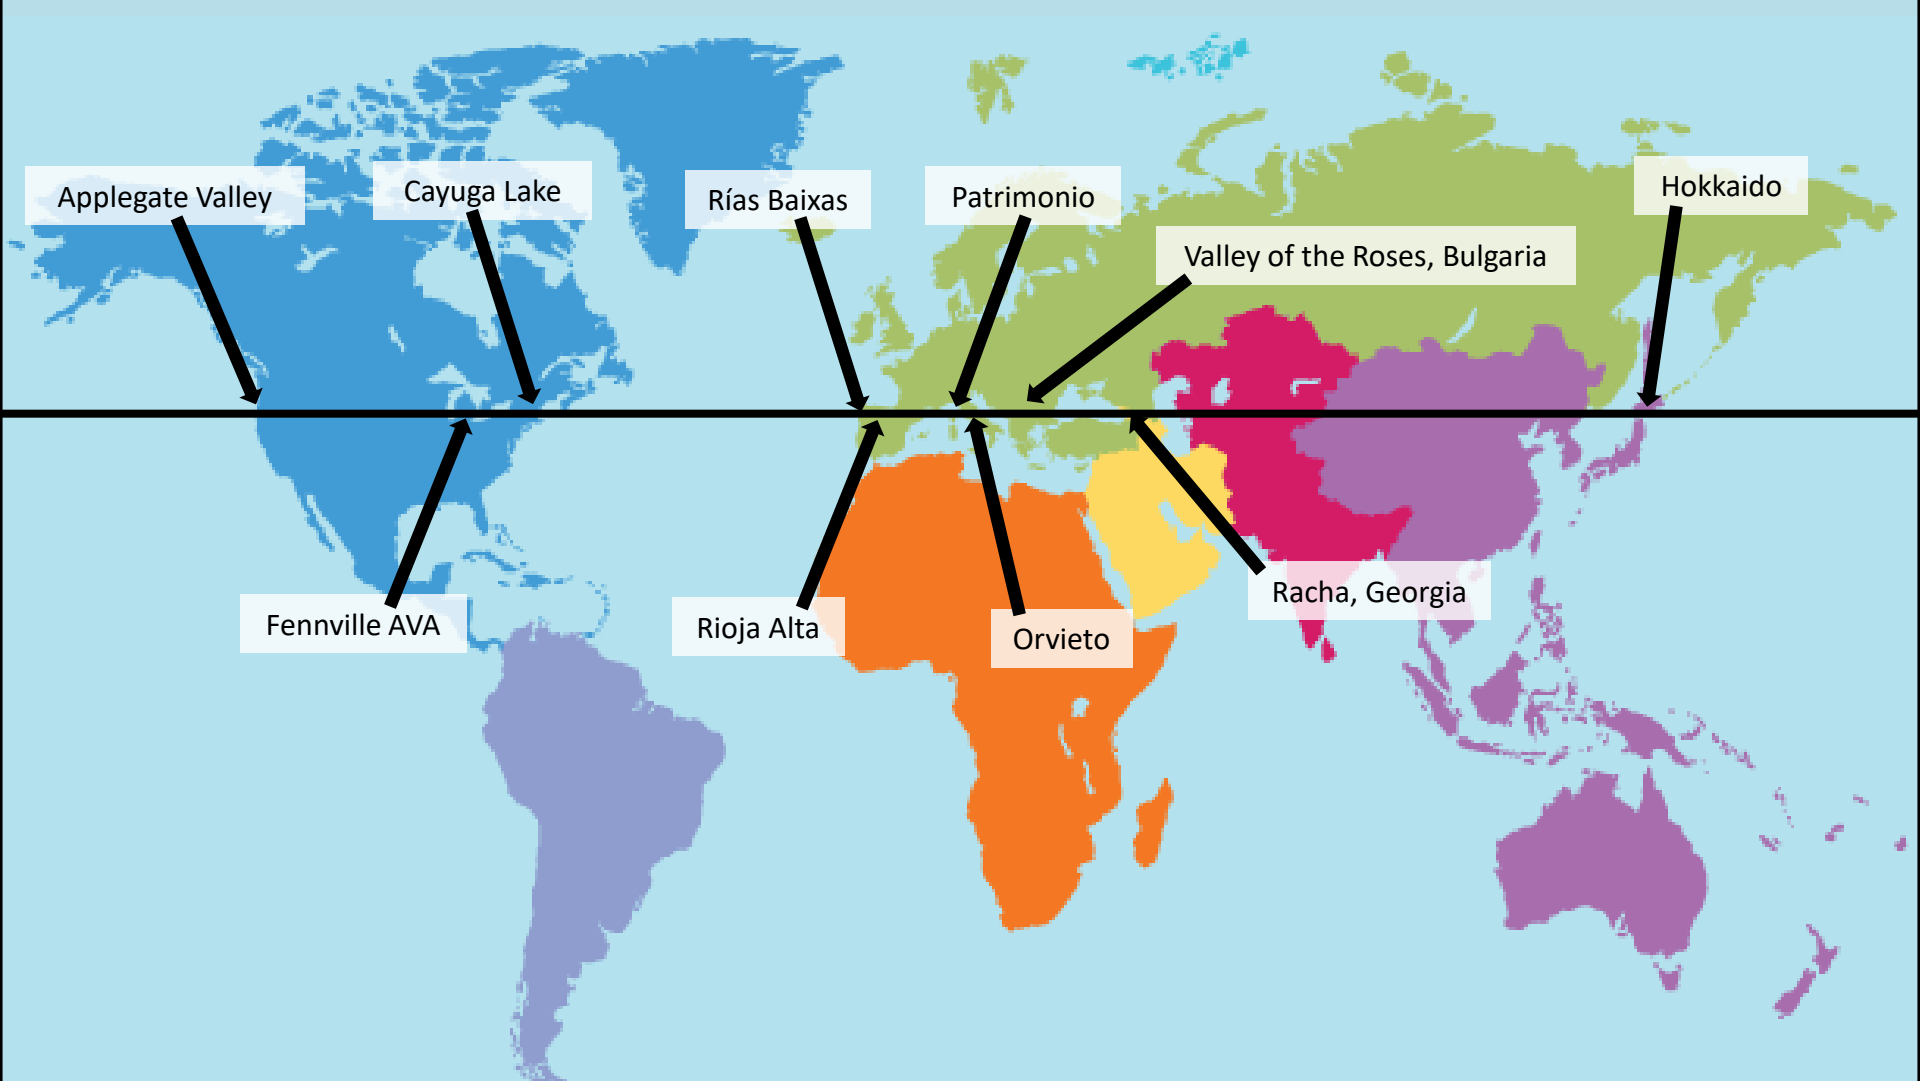 Applegate Valley
Cayuga Lake
Rías Baixas
Patrimonio
Hokkaido
Valley of the Roses, Bulgaria
Fennville AVA
Rioja Alta
Orvieto
Racha, Georgia